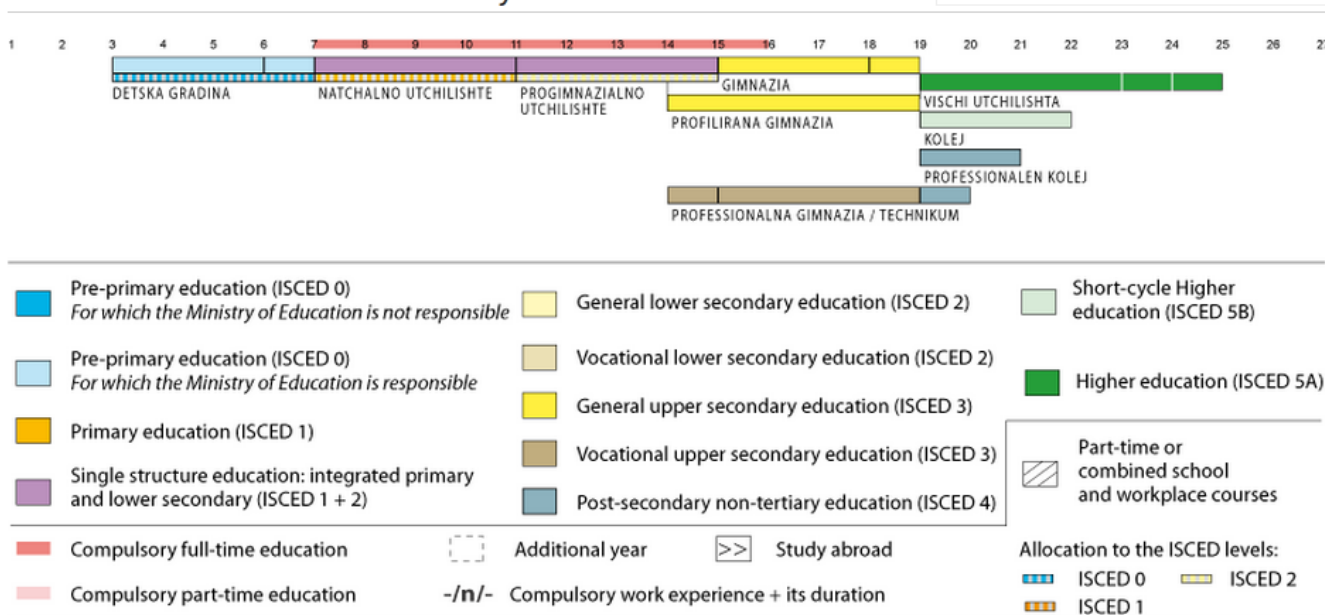 1 2 3 4 5 6 7 8 9 10 11 12 13 14 15 16 17 18 19 20 21 22 23 24 25 26
DETSKA GRADINA
NATCHALNO UTCHILISHTE
PROGIMNAZIALNO
UTCHILISHTE
GIMNAZIA
PROFILIRANA GIMNAZIA
VISCHI UTCHILISHTA
KOLEJ
PROFESSIONALEN KOLEJ
PROFESSIONALNA GIMNAZIA / TECHNIKUM
Pre-primary education (ISCED 0)
For which the Ministry of Education is not responsible
Pre-primary education (ISCED 0)
For which the Ministry of Education is responsible
Primary education (ISCED 1)
Single structure education: integrated primary
and lower secondary (ISCED 1 + 2)
General lower secondary education (ISCED 2)
Vocational lower secondary education (ISCED 2)
General upper secondary education (ISCED 3)
Vocational upper secondary education (ISCED 3)
Post-secondary non-tertiary education (ISCED 4)
Short-cycle Higher
education (ISCED 5B)
Higher education (ISCED 5A)
Part-time or
combined school
and workplace courses
Compulsory full-time education
Additional year
>> Study abroad
Compulsory part-time education
-/n/- Compulsory work experience + its duration
Allocation to the ISCED levels:
ISCED 0
ISCED 2
ISCED 1